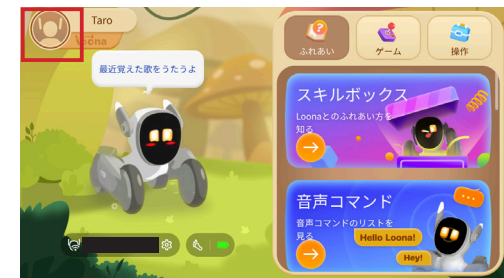 Taro
Loona
最近覚えた歌をうたうよ
ふれあい
ゲーム
操作
スキルボックス
Loonaとのふれあい方を
知る
音声コマンド
音声コマンドのリストを
見る
Hello Loona!
Hey!